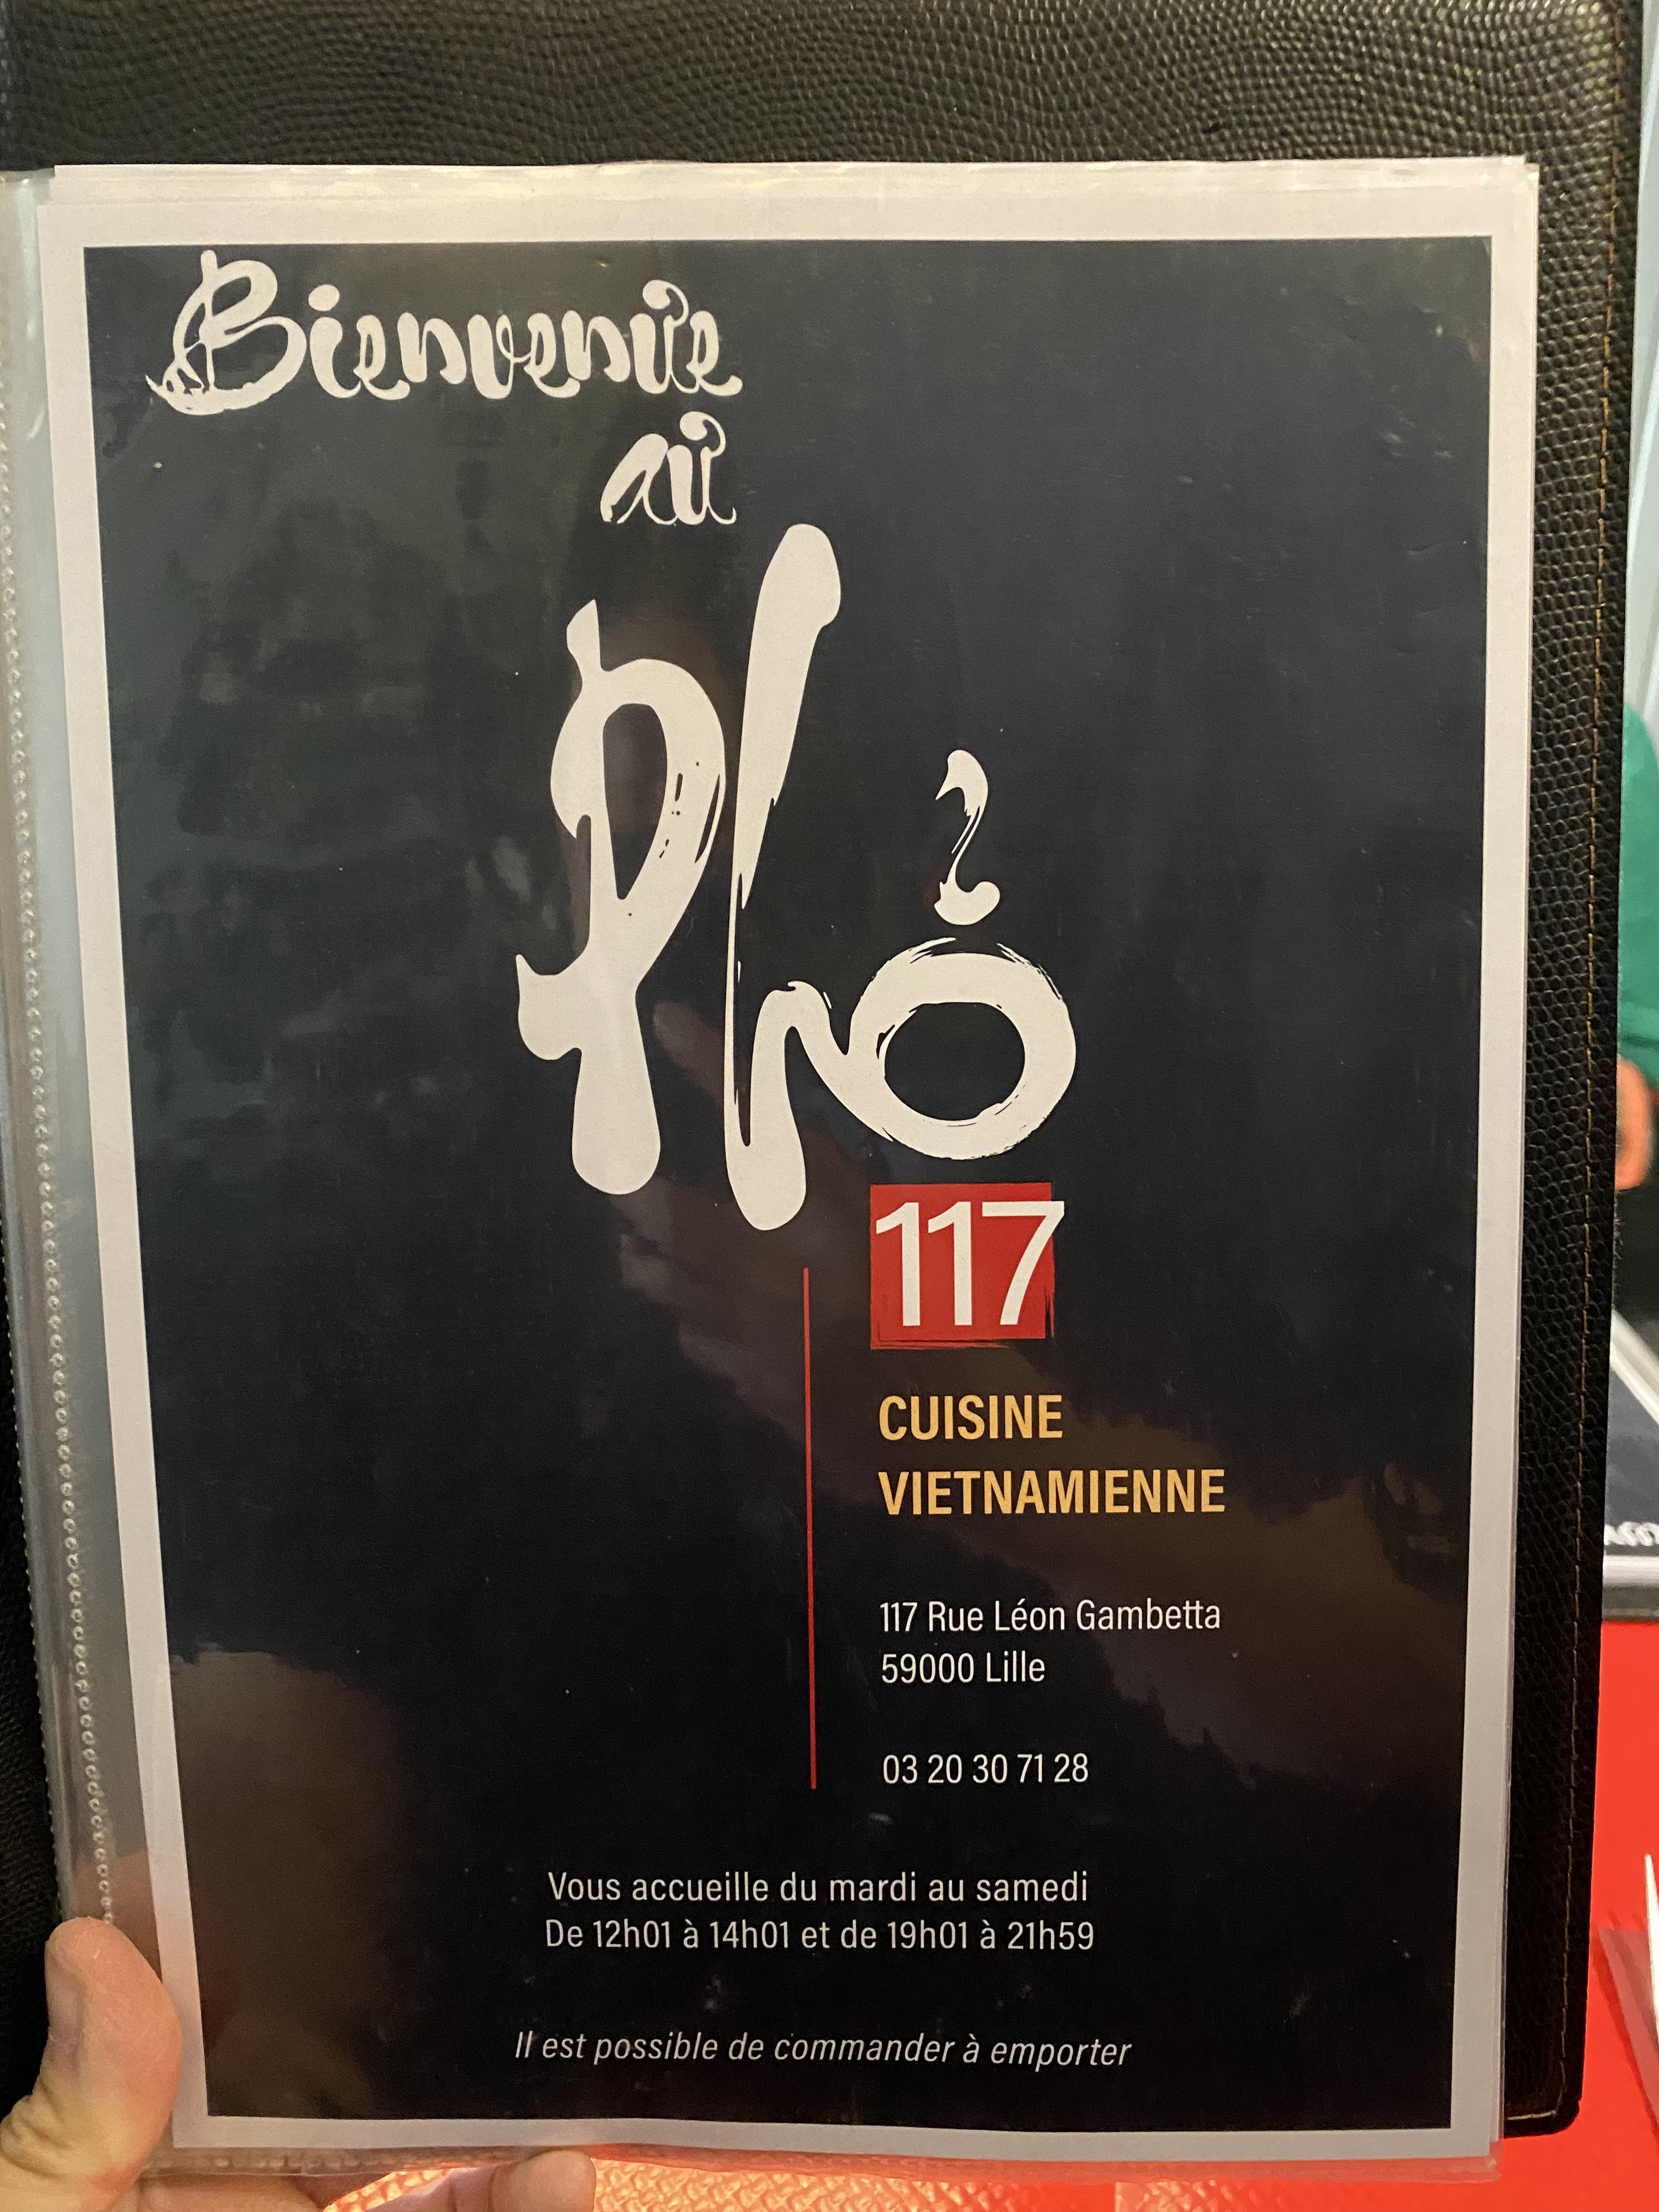 Bienvenue
au
Phở
117
CUISINE
VIETNAMIENNE
117 Rue Léon Gambetta
59000 Lille
03 20 30 71 28
Vous accueille du mardi au samedi
De 12h01 à 14h01 et de 19h01 à 21h59
Il est possible de commander à emporter